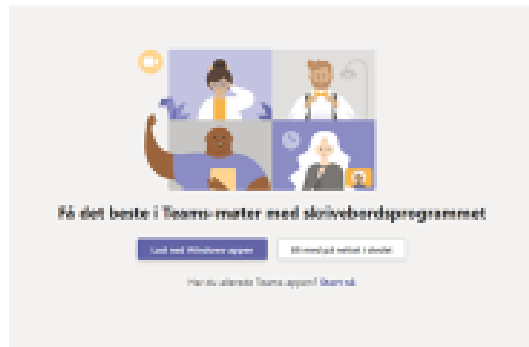 Få det beste i Teams-møter med skrivebordsprogrammet
Last ned Windows-appen
Bli med på nettet i stedet
Har du allerede Teams-appen? Start nå